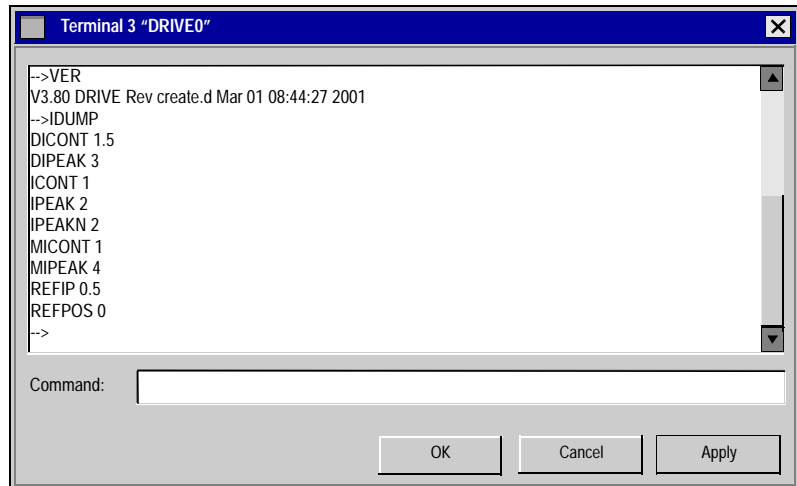 Terminal 3 “DRIVE0”
-->VER
V3.80 DRIVE Rev create.d Mar 01 08:44:27 2001
-->IDUMP
DICONT 1.5
DIPEAK 3
ICONT 1
IPEAK 2
IPEAKN 2
MICONT 1
MIPEAK 4
REFIP 0.5
REFPOS 0
-->
Command:
OK Cancel Apply